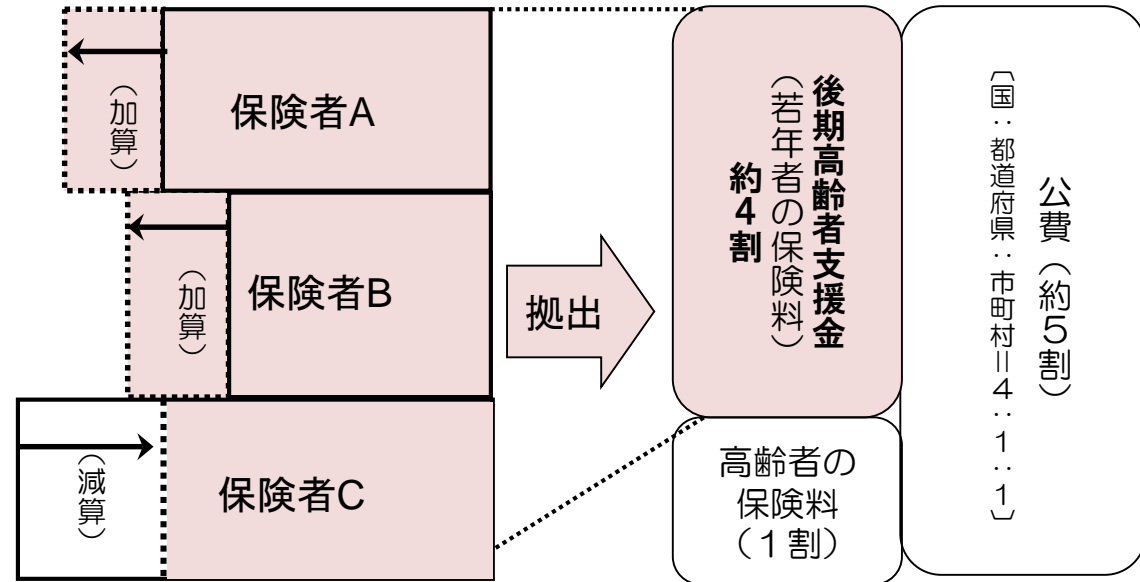 （加算）
保険者A
（加算）
保険者B
（減算）
保険者C
拠出
後期高齢者支援金
（若年者の保険料）
約４割
高齢者の
保険料
（１割）
公費（約５割）
〔国：都道府県：市町村＝４：１：１〕